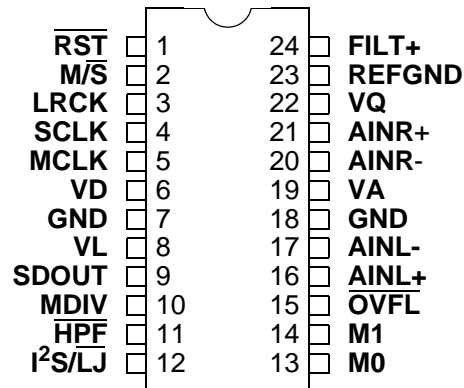 RST 1 24 FILT+
M/S 2 23 REFGND
LRCK 3 22 VQ
SCLK 4 21 AINR+
MCLK 5 20 AINR-
VD 6 19 VA
GND 7 18 GND
VL 8 17 AINL-
SDOUT 9 16 AINL+
MDIV 10 15 OVFL
HPF 11 14 M1
I²S/LJ 12 13 M0